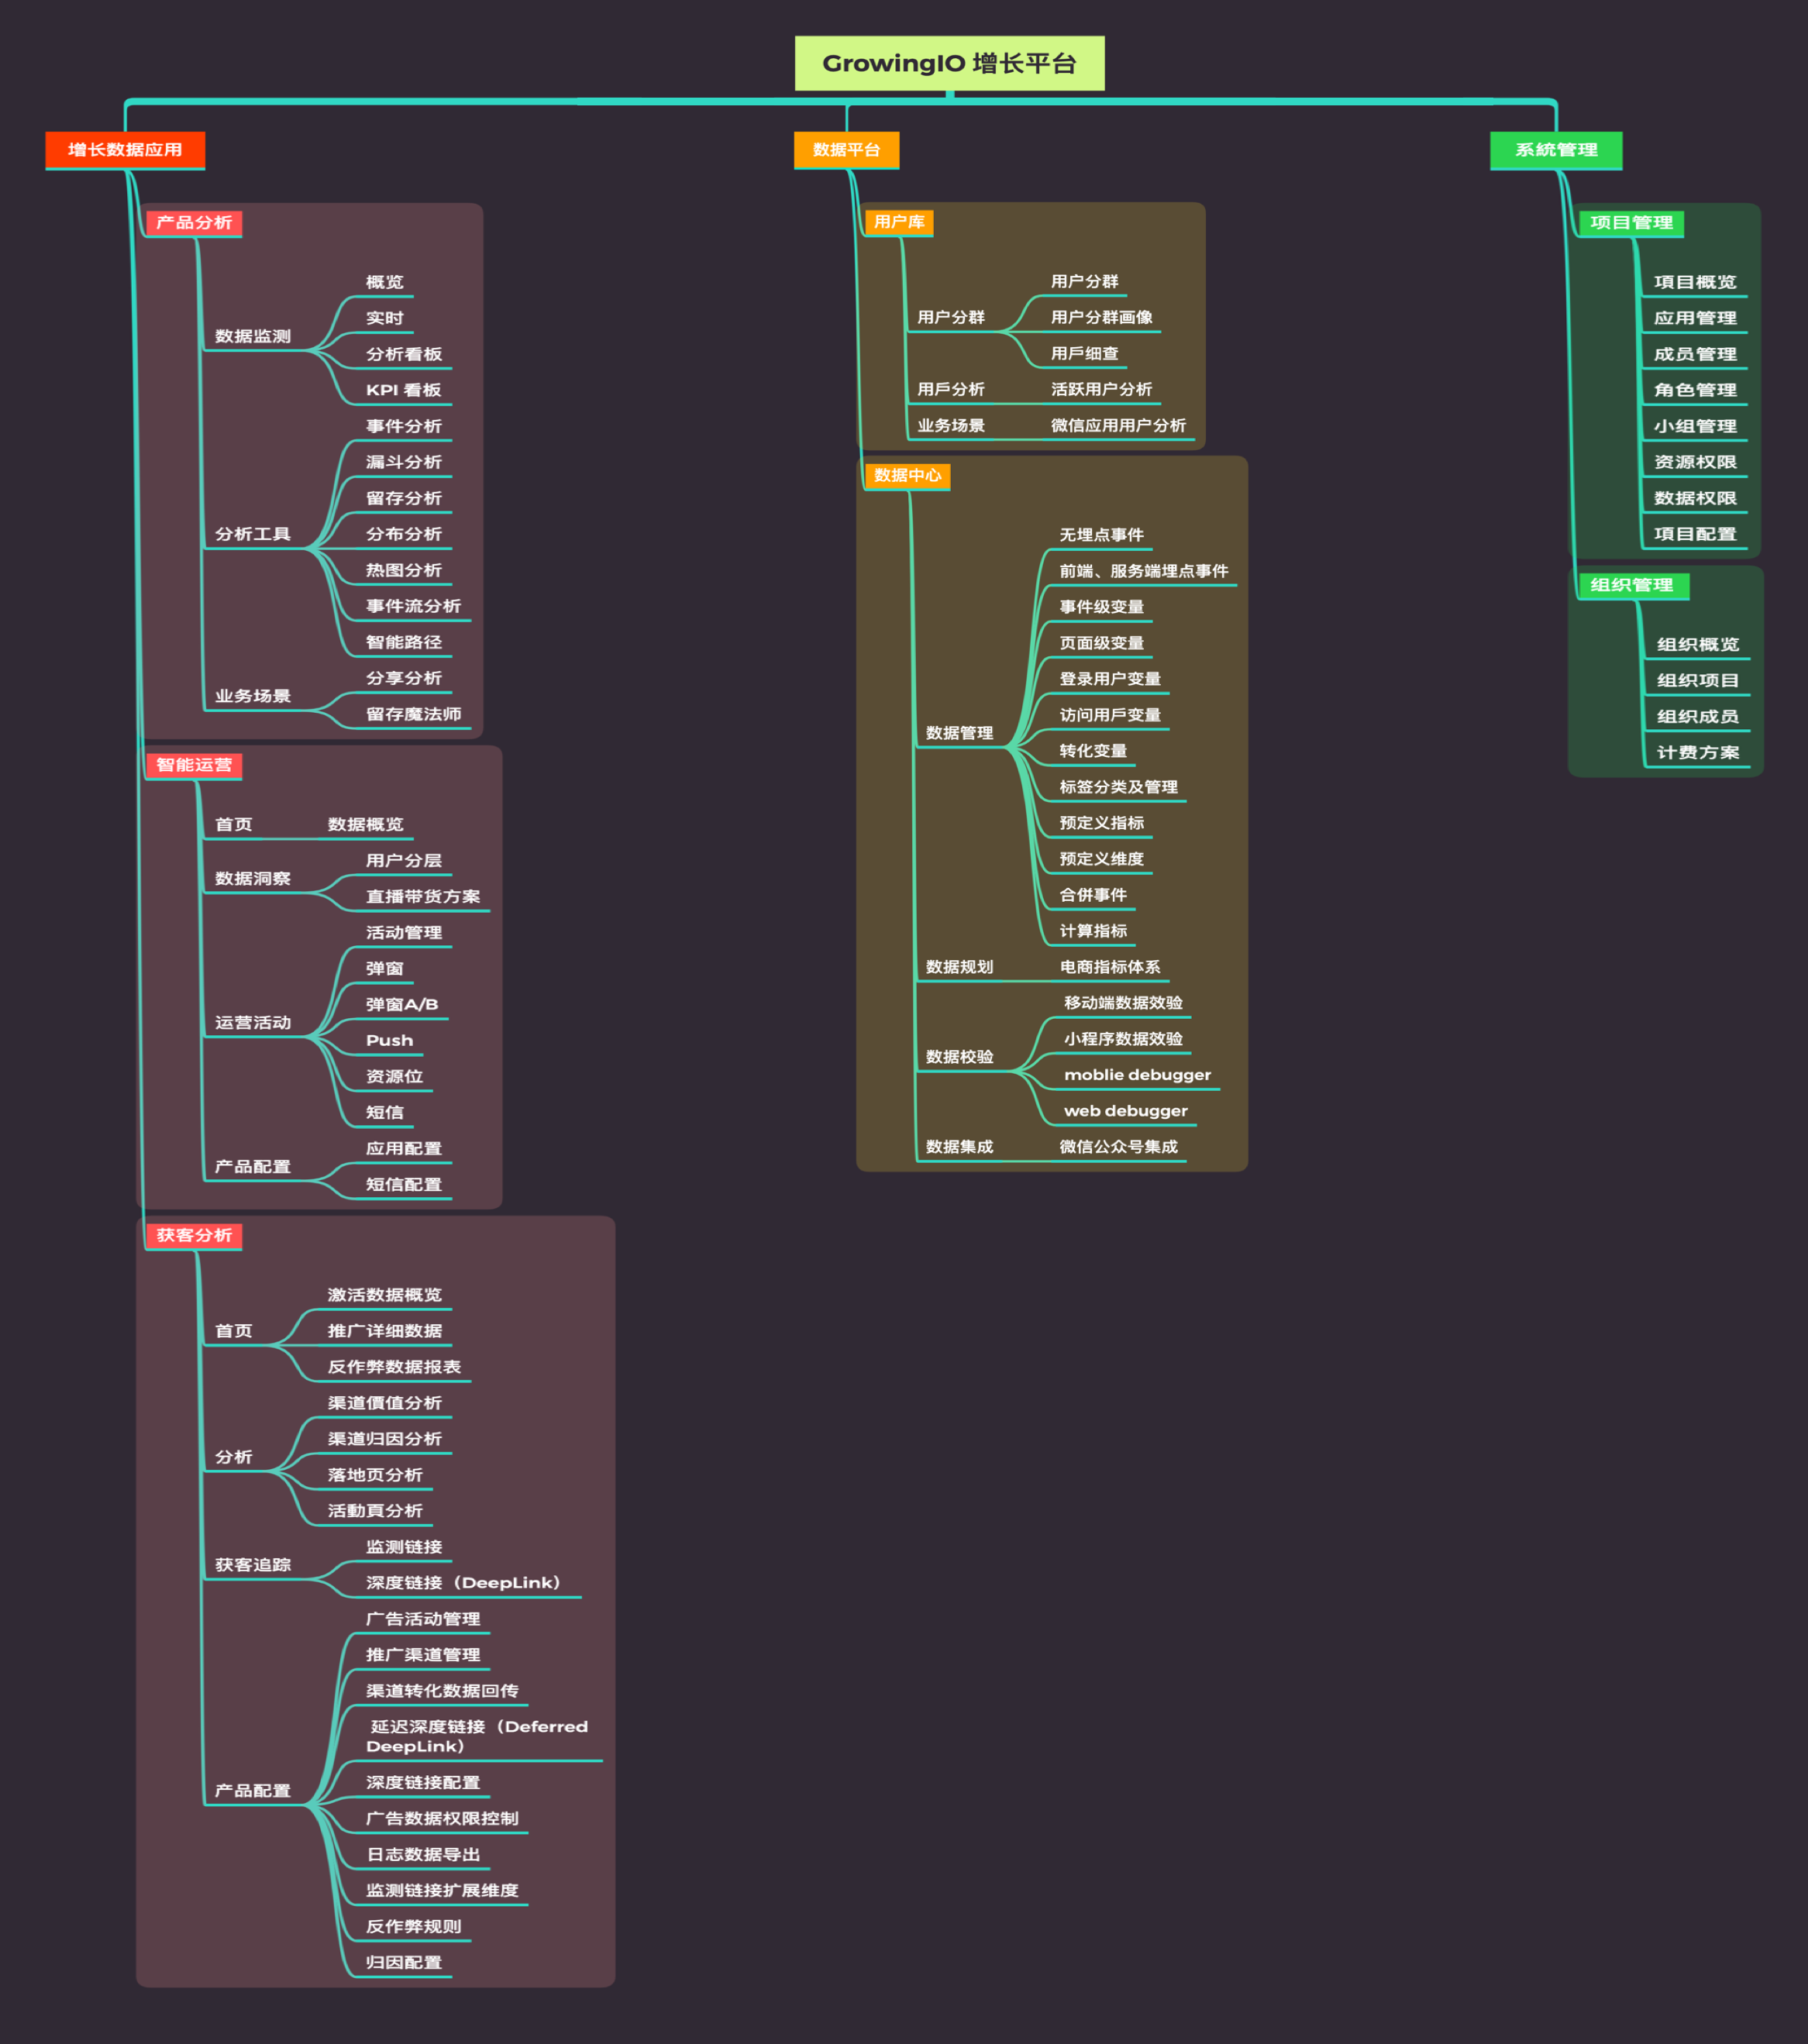 GrowingIO 增长平台
增长数据应用
产品分析
数据监测
概览
实时
分析看板
KPI 看板
分析工具
事件分析
漏斗分析
留存分析
分布分析
热图分析
事件流分析
智能路径
业务场景
分享分析
留存魔法师
智能运营
首页
数据概览
数据洞察
用户分层
直播带货方案
运营活动
活动管理
弹窗
弹窗A/B
Push
资源位
短信
产品配置
应用配置
短信配置
获客分析
首页
激活数据概览
推广详细数据
反作弊数据报表
分析
渠道價值分析
渠道归因分析
落地页分析
活動頁分析
获客追踪
监测链接
深度链接（DeepLink）
产品配置
广告活动管理
推广渠道管理
渠道转化数据回传
延迟深度链接（Deferred
DeepLink）
深度链接配置
广告数据权限控制
日志数据导出
监测链接扩展维度
反作弊规则
归因配置
数据平台
用户库
用户分群
用户分群
用户分群画像
用戶细查
用戶分析
活跃用户分析
业务场景
微信应用用户分析
数据中心
数据管理
无埋点事件
前端、服务端埋点事件
事件级变量
页面级变量
登录用户变量
访问用戶变量
转化变量
标签分类及管理
预定义指标
预定义维度
合併事件
计算指标
数据规划
电商指标体系
数据校验
移动端数据效验
小程序数据效验
moblie debugger
web debugger
数据集成
微信公众号集成
系統管理
项目管理
項目概览
应用管理
成员管理
角色管理
小组管理
资源权限
数据权限
项目配置
组织管理
组织概览
组织项目
组织成员
计费方案